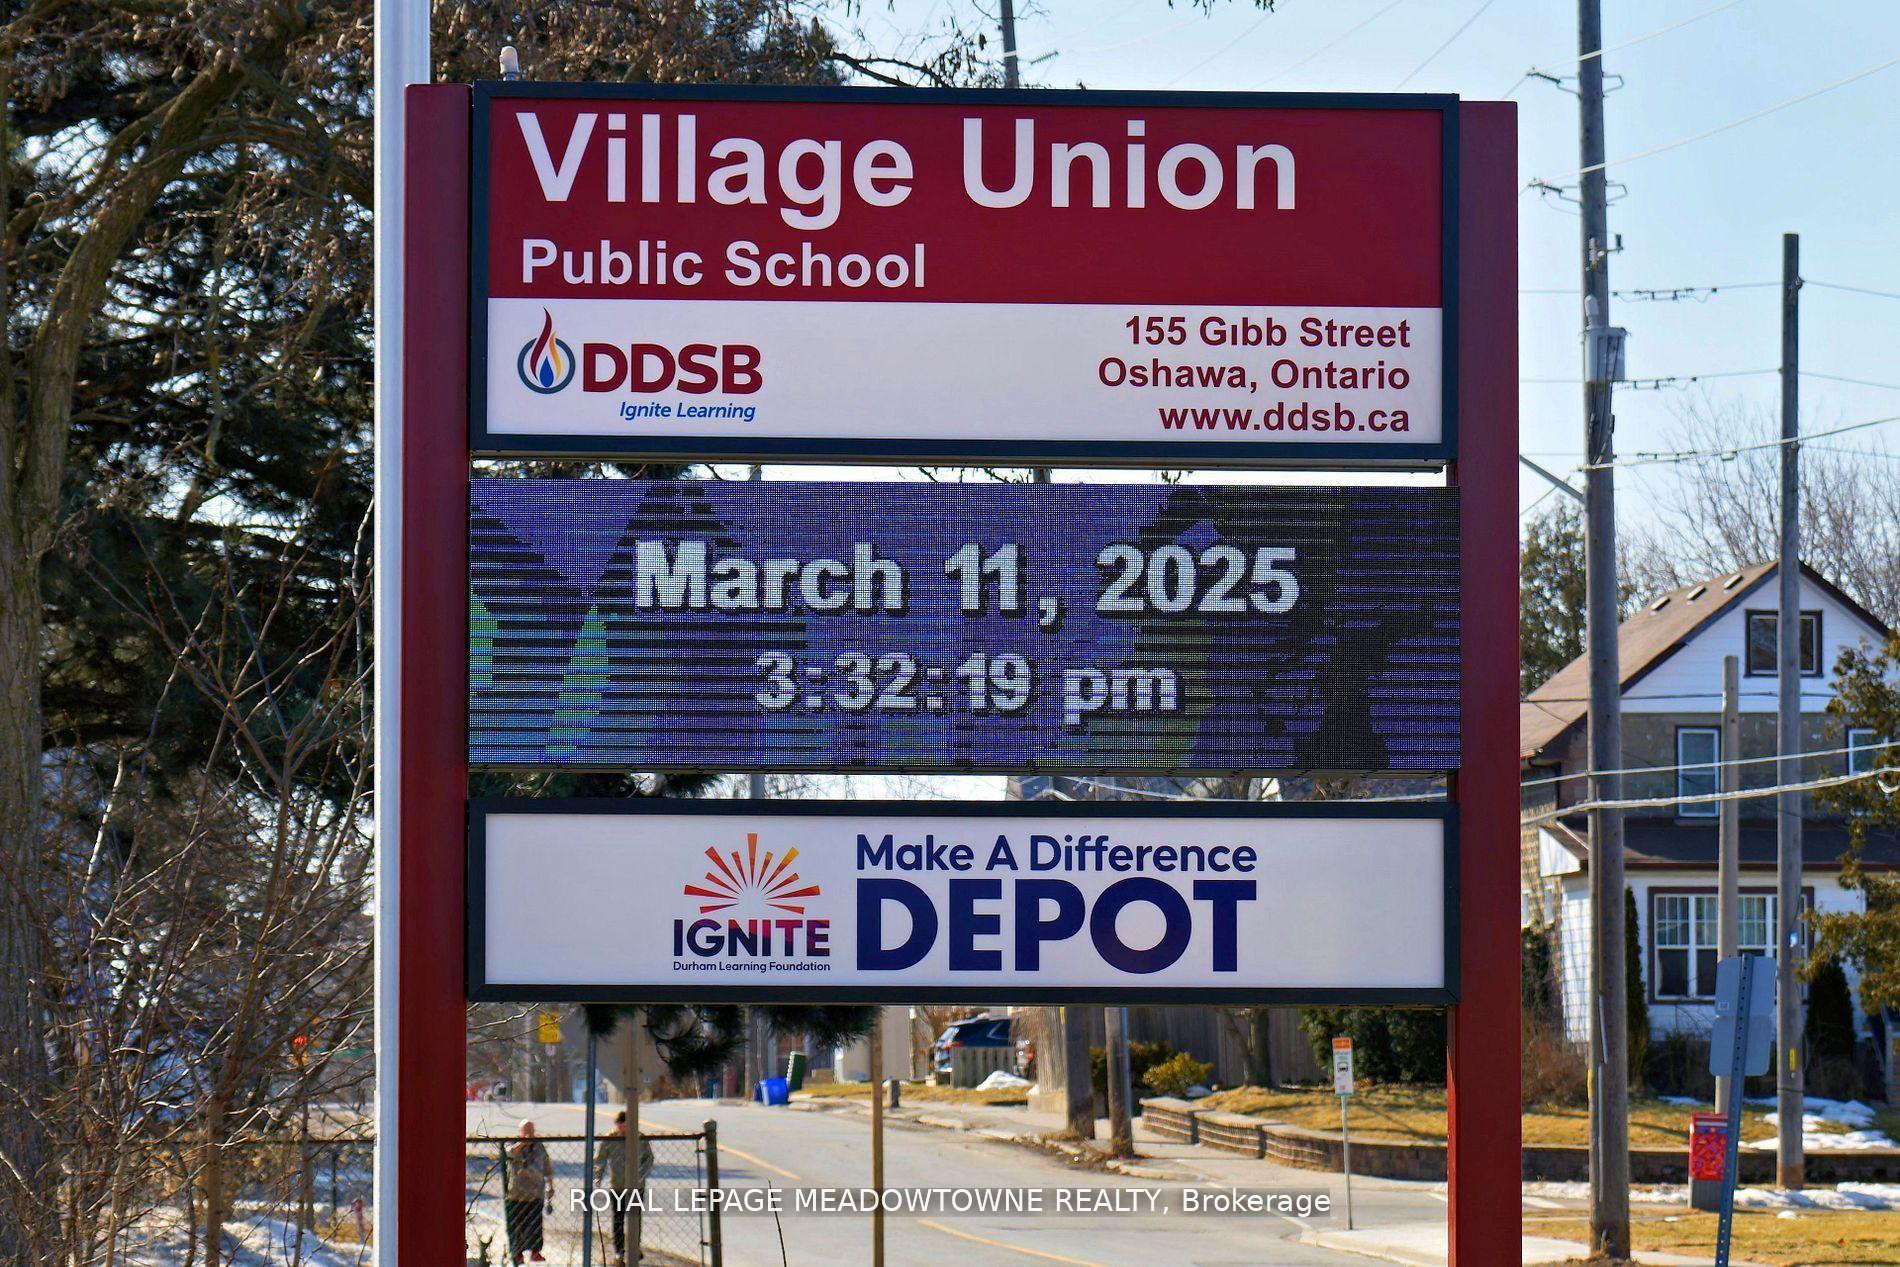 Village Union
Public School
DDSB
Ignite Learning
155 Gibb Street
Oshawa, Ontario
www.ddsb.ca
March 11, 2025
3:32:19 pm
IGNITE
Durham Learning Foundation
Make A Difference
DEPOT
ROYAL LEPAGE MEADOWTOWNE REALTY, Brokerage